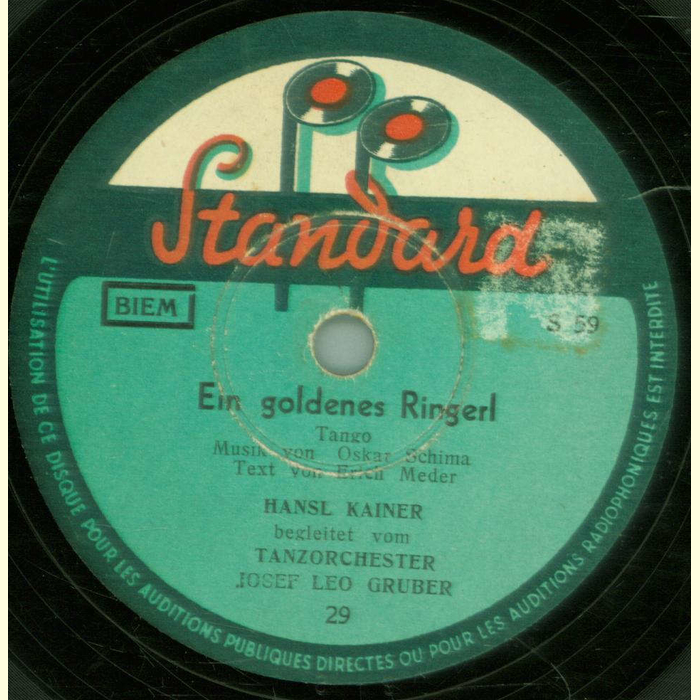 Standard
BIEM
S 59
Ein goldenes Ringerl
Tango
Musik von Oskar Schima
Text von Erich Meder
HANSL KAINER
begleitet vom
TANZORCHESTER
JOSEF LEO GRUBER
29
L'UTILISATION DE CE DISQUE POUR LES AUDITIONS PUBLIQUES DIRECTES OU POUR LES AUDITIONS RADIOPHONIQUES EST INTERDITE